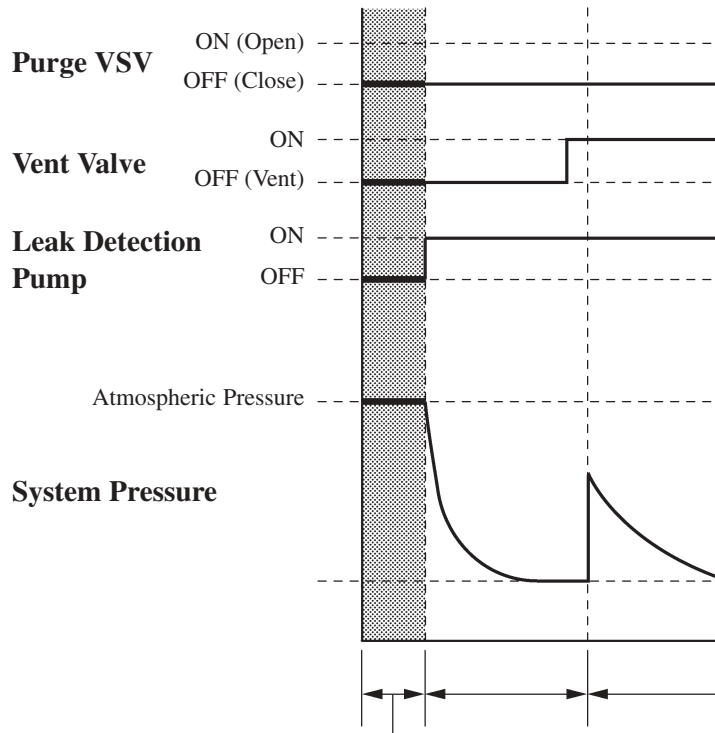 ON (Open)
Purge VSV
OFF (Close)
ON
Vent Valve
OFF (Vent)
Leak Detection
ON
Pump
OFF
Atmospheric Pressure
System Pressure